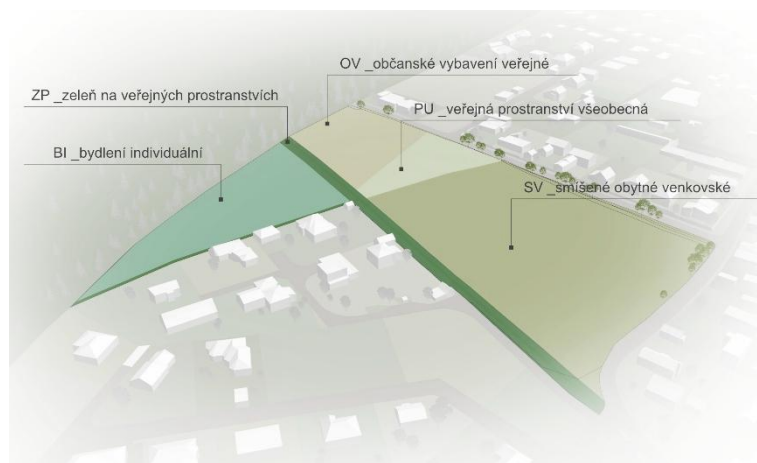 OV _občanské vybavení veřejné
ZP _zeleň na veřejných prostranstvích
PU _veřejná prostranství všeobecná
BI _bydlení individuální
SV _smíšené obytné venkovské